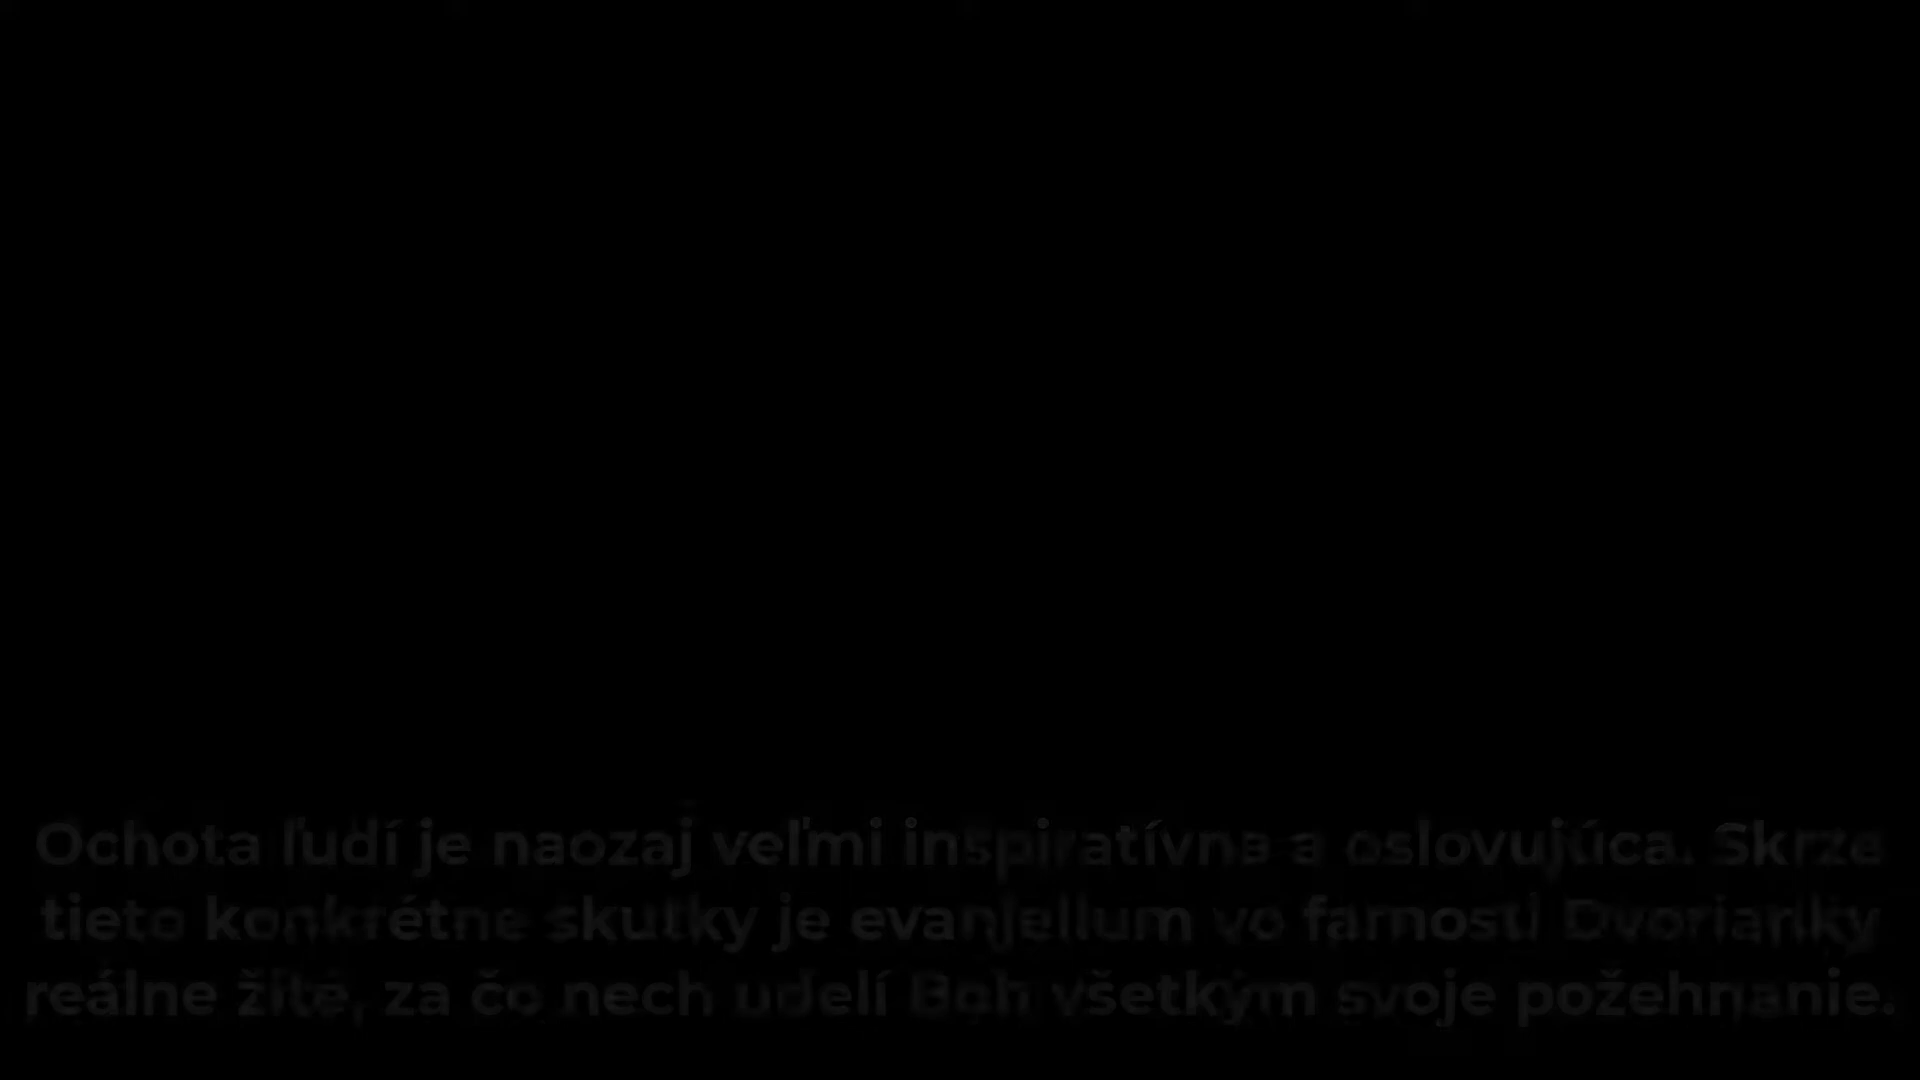 Ochota ľudí je naozaj veľmi inšpiratívna a oslovujúca. Skrze
tieto konkrétne skutky je evanjelium vo farnosti Dvorianky
reálne žité, za čo nech udelí Boh všetkým svoje požehnanie.